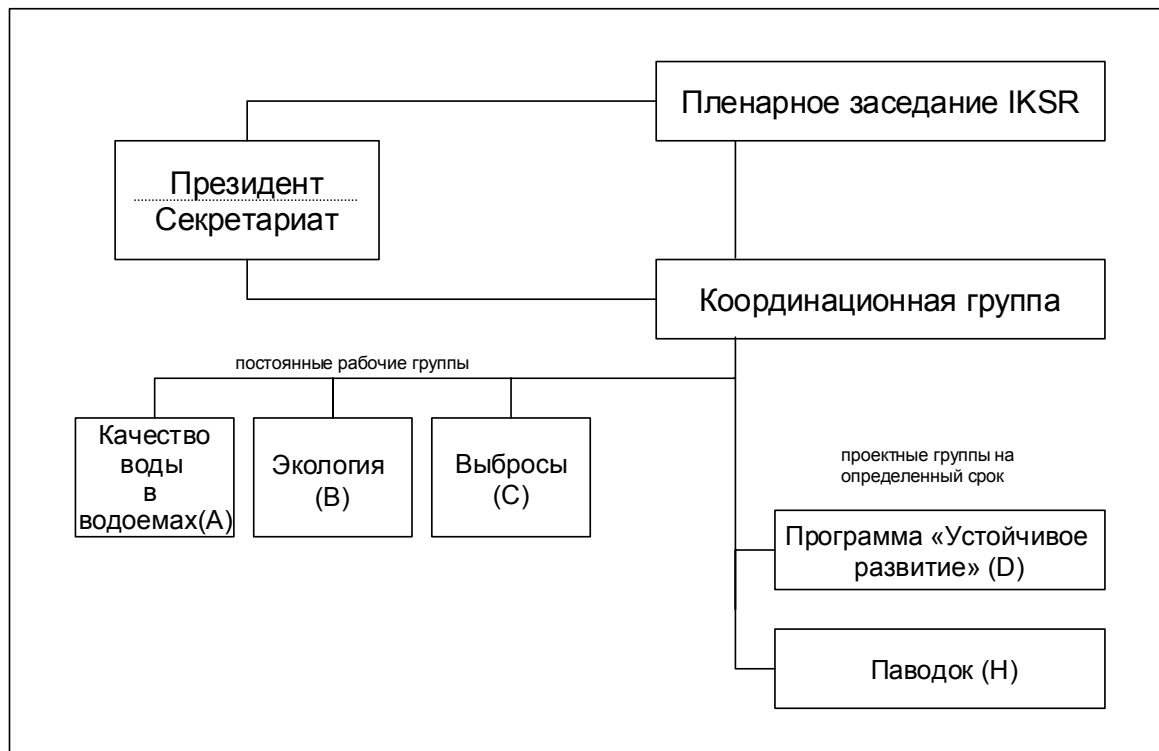 Пленарное заседание IKSR
Президент
Секретариат
Координационная группа
постоянные рабочие группы
Качество
воды
в
водоемах(А)
Экология
(В)
Выбросы
(С)
проектные группы на
определенный срок
Программа «Устойчивое
развитие» (D)
Паводок (Н)